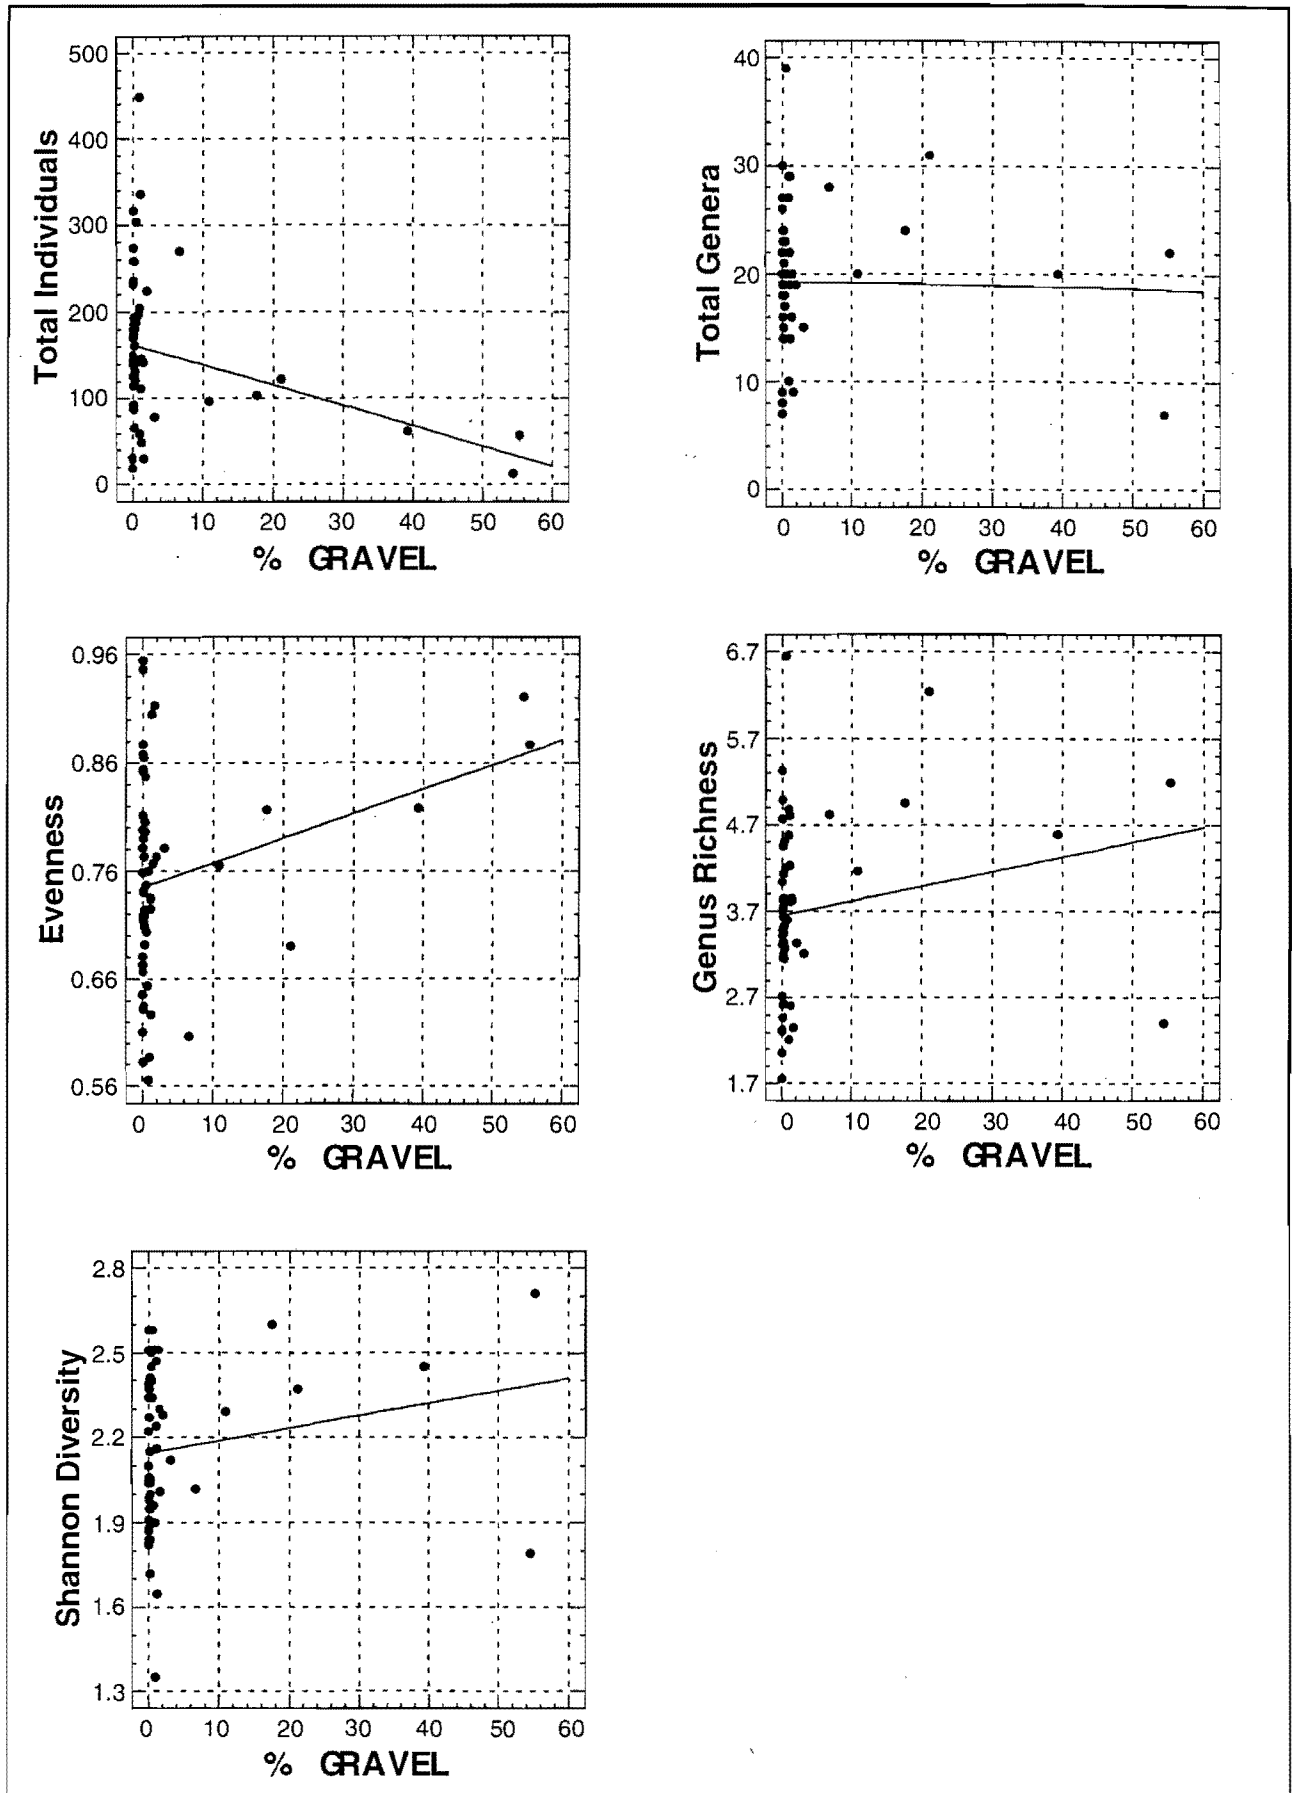 Total Individuals
500
400
300
200
100
0
0 10 20 30 40 50 60
% GRAVEL
Total Genera
40
30
20
10
0
0 10 20 30 40 50 60
% GRAVEL
Evenness
0.96
0.86
0.76
0.66
0.56
0 10 20 30 40 50 60
% GRAVEL
Genus Richness
6.7
5.7
4.7
3.7
2.7
1.7
0 10 20 30 40 50 60
% GRAVEL
Shannon Diversity
2.8
2.5
2.2
1.9
1.6
1.3
0 10 20 30 40 50 60
% GRAVEL